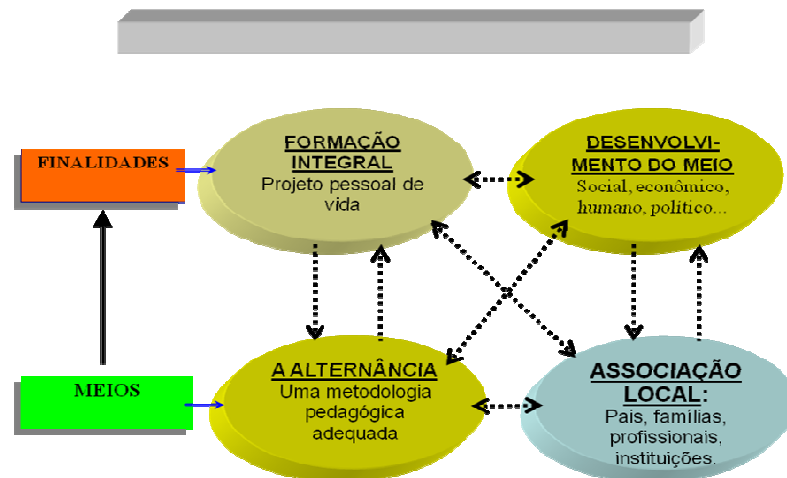 FINALIDADES
FORMAÇÃO
INTEGRAL
Projeto pessoal de
vida
DESENVOLVI-
MENTO DO MEIO
Social, econômico,
humano, político...
MEIOS
A ALTERNÂNCIA
Uma metodologia
pedagógica
adequada
ASSOCIAÇÃO
LOCAL:
Pais, famílias,
profissionais,
instituições.